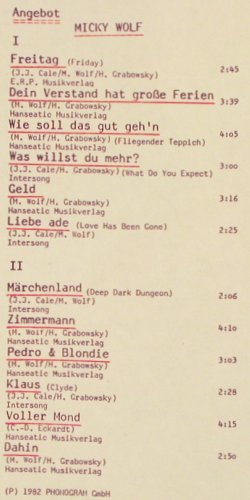 Angebot
MICKY WOLF
I
Freitag (Friday)
(J.J. Cale/M. Wolf/H. Grabowsky) 2:45
E.R.P. Musikverlag
Dein Verstand hat große Ferien 3:39
(M. Wolf/H. Grabowsky)
Hanseatic Musikverlag
Wie soll das gut geh'n 4:05
(M. Wolf/H. Grabowsky) (Fliegender Teppich)
Hanseatic Musikverlag
Was willst du mehr? 3:00
(J.J. Cale/H. Grabowsky) (What Do You Expect)
Intersong
Geld 3:16
(M. Wolf/H. Grabowsky)
Hanseatic Musikverlag
Liebe ade (Love Has Been Gone) 2:25
(J.J. Cale/M. Wolf)
Intersong
II
Märchenland (Deep Dark Dungeon) 2:06
(J.J. Cale/M. Wolf)
Intersong
Zimmermann 4:10
(M. Wolf/H. Grabowsky)
Hanseatic Musikverlag
Pedro & Blondie 3:03
(M. Wolf/H. Grabowsky)
Hanseatic Musikverlag
Klaus (Clyde) 2:28
(J.J. Cale/H. Grabowsky)
Intersong
Voller Mond 4:15
(C.-D. Eckardt)
Hanseatic Musikverlag
Dahin 2:50
(M. Wolf/H. Grabowsky)
Hanseatic Musikverlag
(P) 1982 PHONOGRAM GmbH